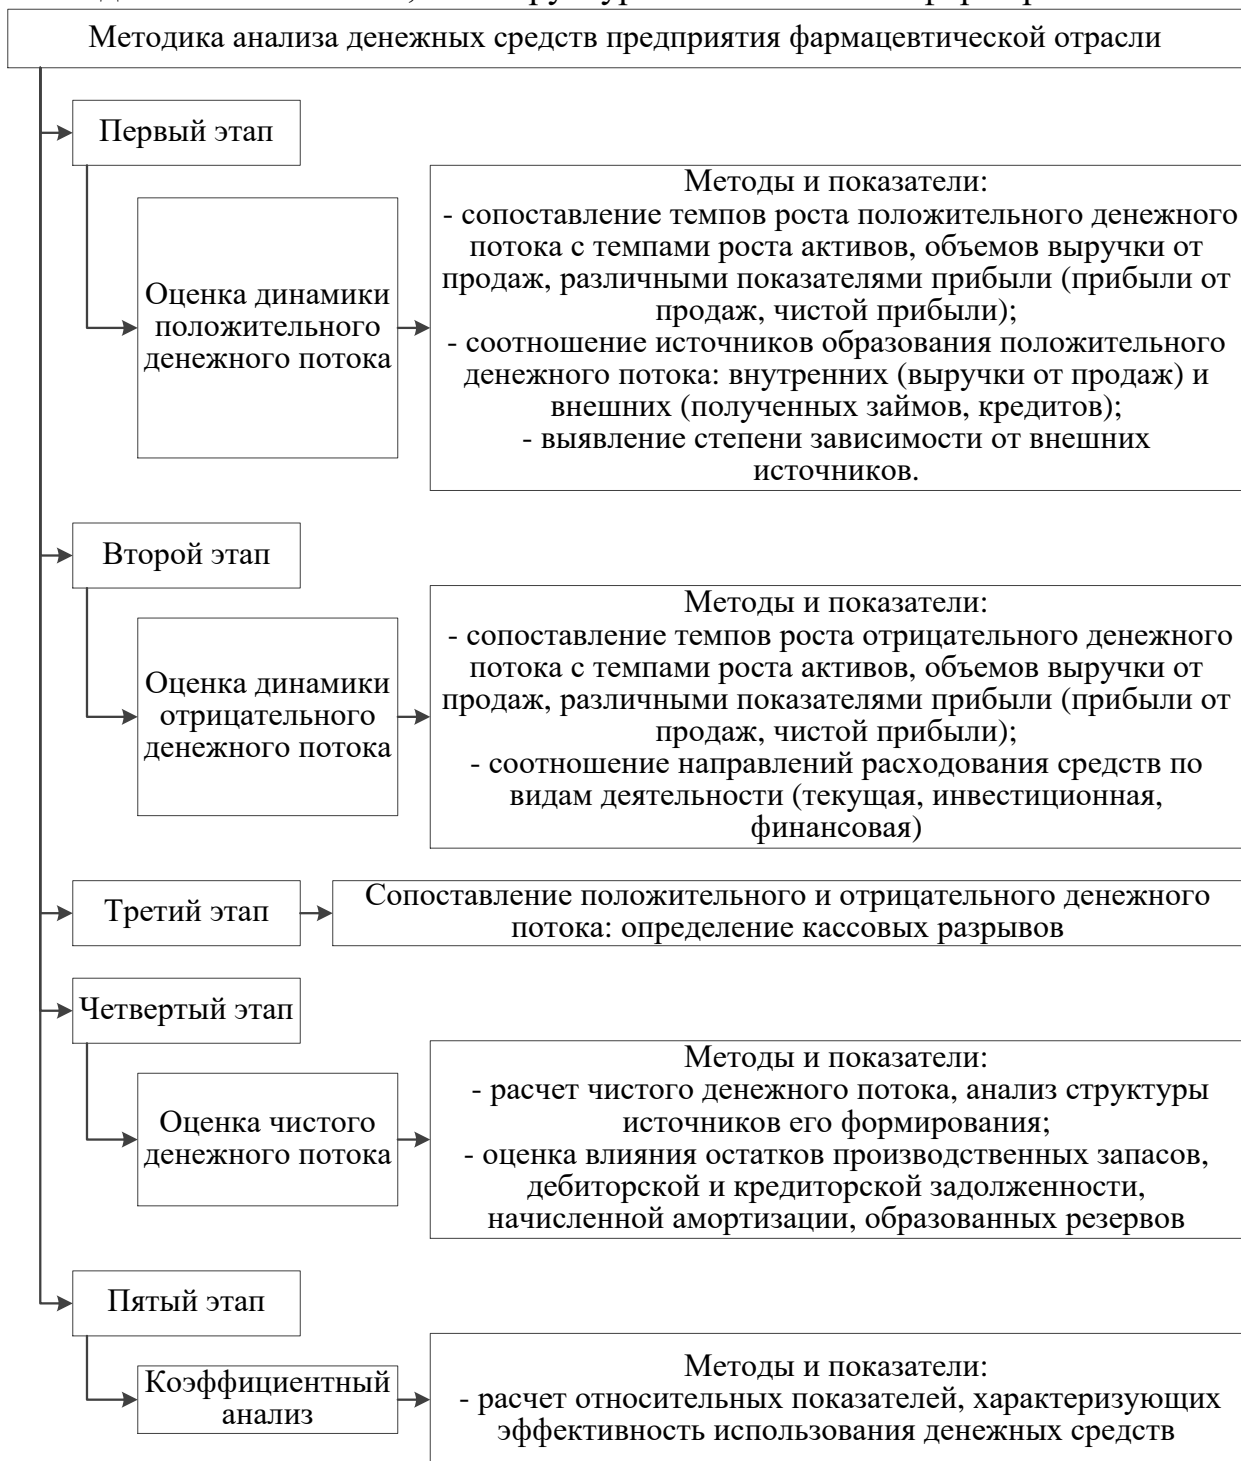 Методика анализа денежных средств предприятия фармацевтической отрасли
Первый этап
Оценка динамики
положительного
денежного потока
Методы и показатели:
- сопоставление темпов роста положительного денежного
потока с темпами роста активов, объемов выручки от
продаж, различными показателями прибыли (прибыли от
продаж, чистой прибыли);
- соотношение источников образования положительного
денежного потока: внутренних (выручки от продаж) и
внешних (полученных займов, кредитов);
- выявление степени зависимости от внешних
источников.
Второй этап
Оценка динамики
отрицательного
денежного потока
Методы и показатели:
- сопоставление темпов роста отрицательного денежного
потока с темпами роста активов, объемов выручки от
продаж, различными показателями прибыли (прибыли от
продаж, чистой прибыли);
- соотношение направлений расходования средств по
видам деятельности (текущая, инвестиционная,
финансовая)
Третий этап
Сопоставление положительного и отрицательного денежного
потока: определение кассовых разрывов
Четвертый этап
Оценка чистого
денежного потока
Методы и показатели:
- расчет чистого денежного потока, анализ структуры
источников его формирования;
- оценка влияния остатков производственных запасов,
дебиторской и кредиторской задолженности,
начисленной амортизации, образованных резервов
Пятый этап
Коэффициентный
анализ
Методы и показатели:
- расчет относительных показателей, характеризующих
эффективность использования денежных средств